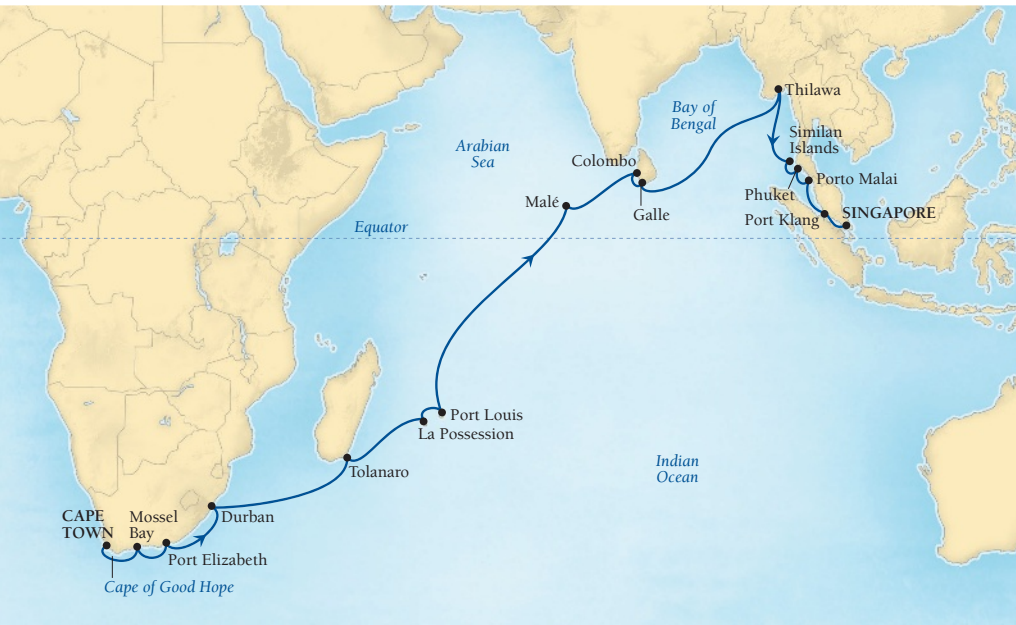 Thilawa
Bay of
Bengal
Similan
Islands
Arabian
Sea
Colombo
Porto Malai
Phuket
Malé
Galle
Port Klang
SINGAPORE
Equator
Port Louis
La Possession
Tolanaro
Indian
Ocean
CAPE
TOWN
Mossel
Bay
Durban
Port Elizabeth
Cape of Good Hope